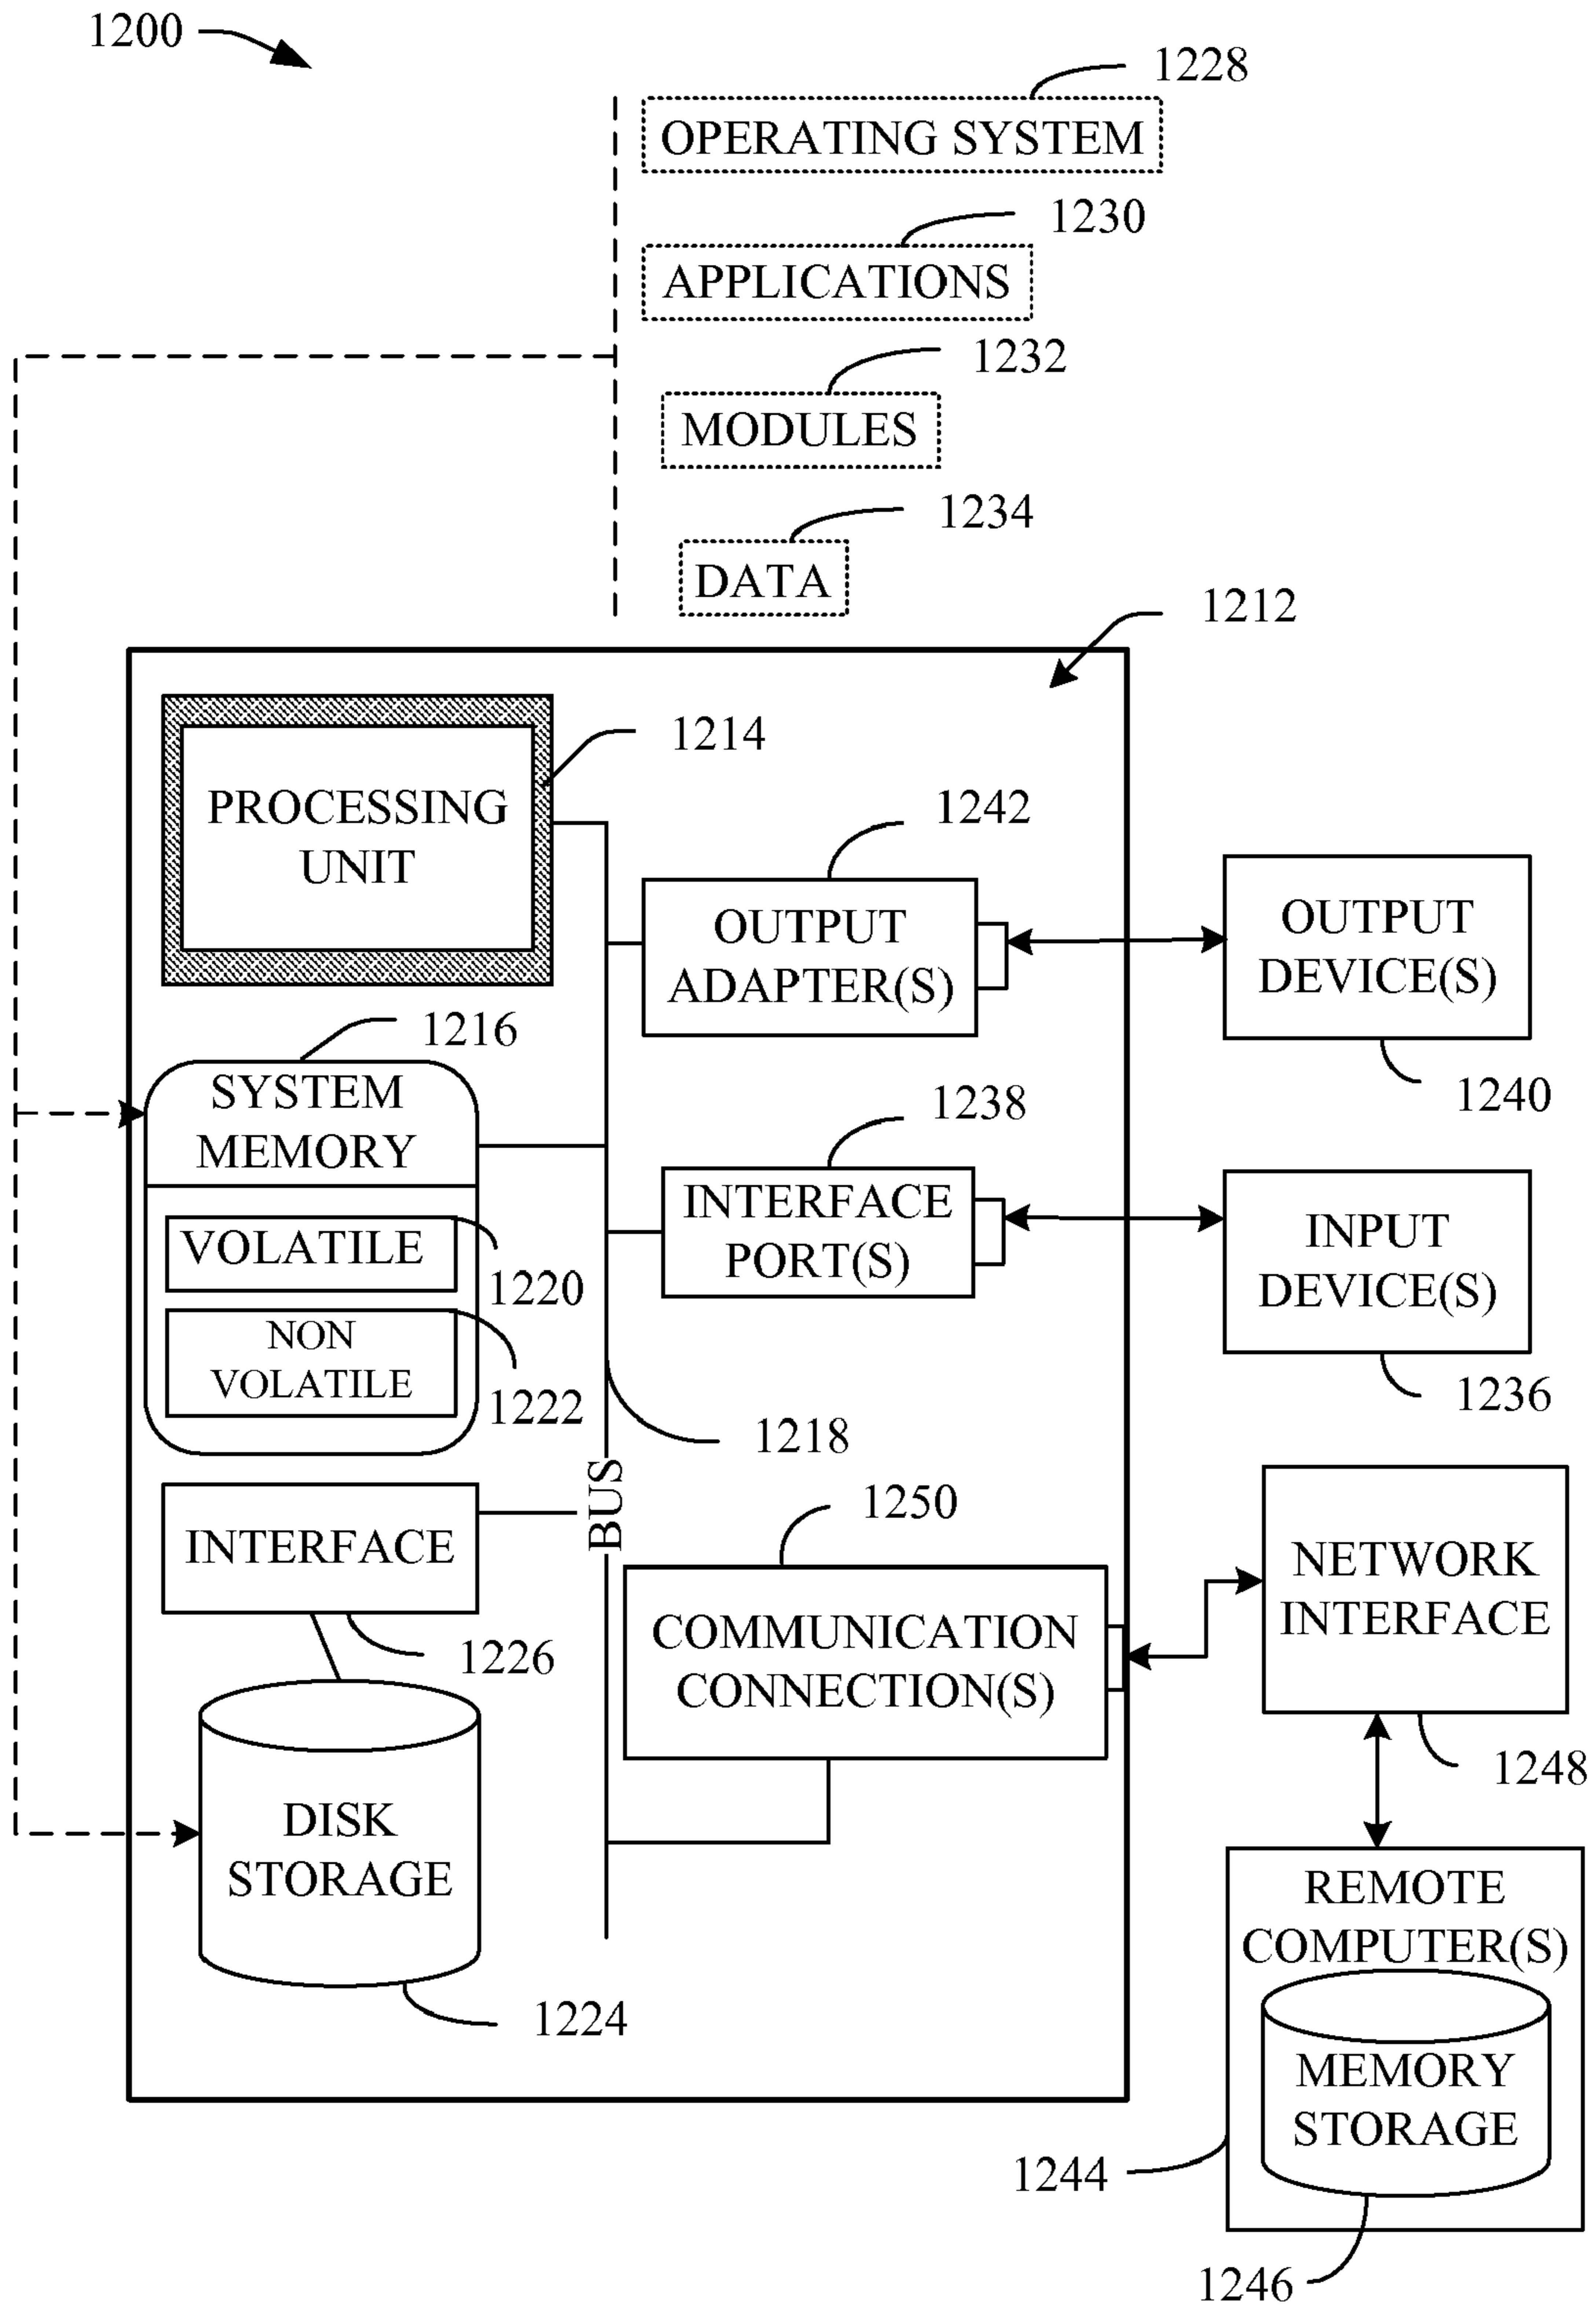 1200
1228
OPERATING SYSTEM
1230
APPLICATIONS
1232
MODULES
1234
DATA
1212
1214
PROCESSING
UNIT
1242
OUTPUT
ADAPTER(S)
OUTPUT
DEVICE(S)
1240
1216
SYSTEM
MEMORY
1238
INTERFACE
PORT(S)
INPUT
DEVICE(S)
1236
VOLATILE
1220
NON
VOLATILE
1222
1218
BUS
INTERFACE
1226
1250
COMMUNICATION
CONNECTION(S)
NETWORK
INTERFACE
1248
DISK
STORAGE
1224
REMOTE
COMPUTER(S)
MEMORY
STORAGE
1244
1246